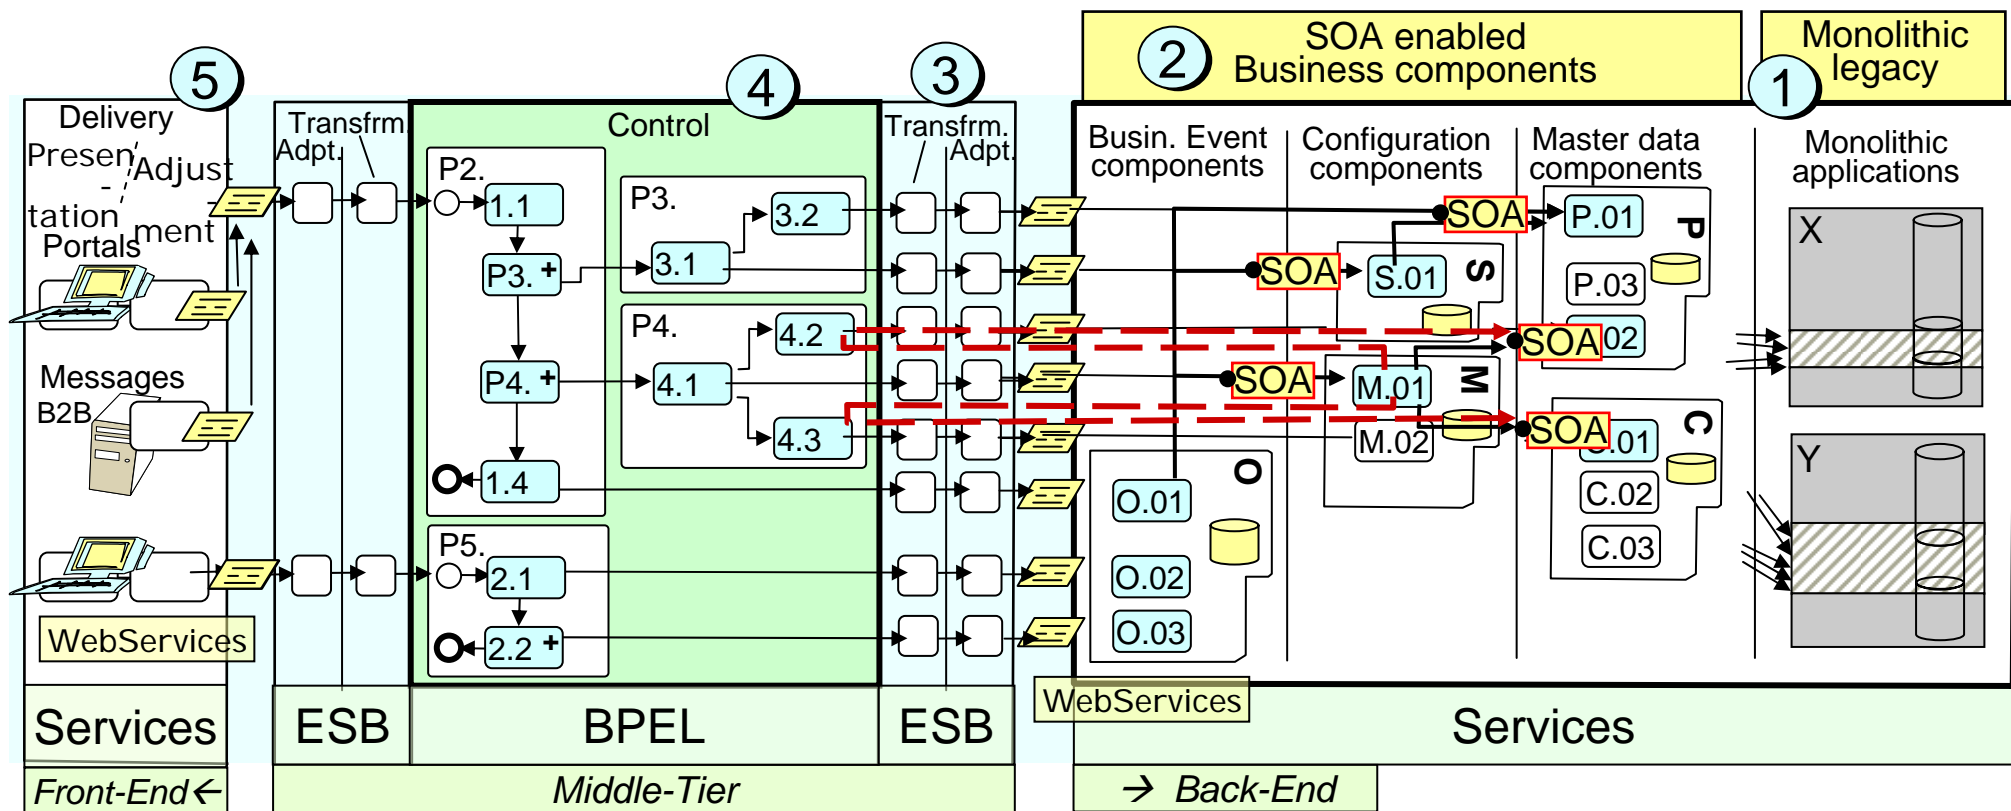 SOA enabled
Business components
Monolithic
legacy
5
4
3
2
1
Delivery
Presen
-
tation
Adjust
ment
Portals
Messages
B2B
WebServices
Transfrm.
Adpt.
Control
P2.
1.1
P3. +
P4. +
1.4
P3.
3.1
3.2
P4.
4.1
4.2
4.3
P5.
2.1
2.2 +
Transfrm.
Adpt.
Busin. Event
components
Configuration
components
Master data
components
Monolithic
applications
SOA
SOA
SOA
SOA
SOA
O
O.01
O.02
O.03
S
S.01
M
M.01
M.02
P
P.01
P.03
02
C
.01
C.02
C.03
X
Y
WebServices
Services
ESB
BPEL
ESB
Services
Front-End←
Middle-Tier
→ Back-End